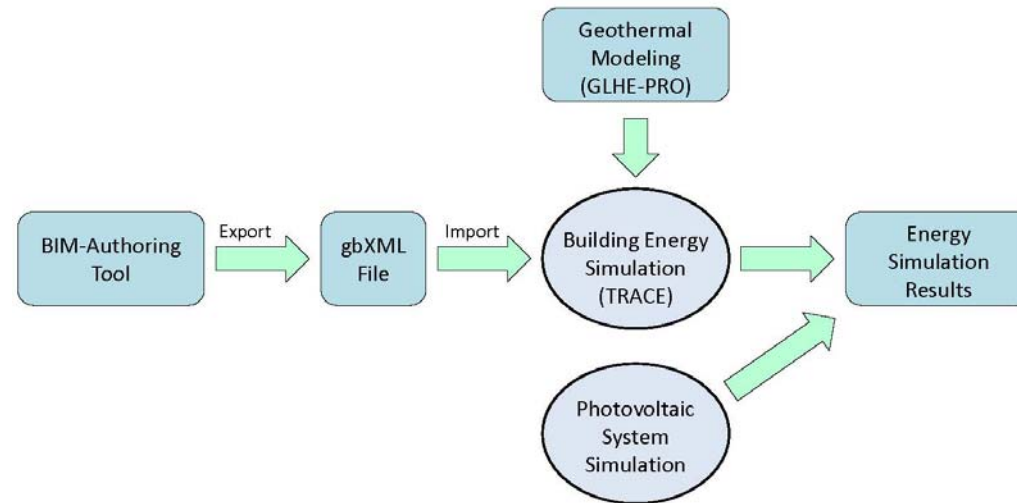 Geothermal
Modeling
(GLHE-PRO)
BIM-Authoring
Tool
Export
gbXML
File
Import
Building Energy
Simulation
(TRACE)
Energy
Simulation
Results
Photovoltaic
System
Simulation